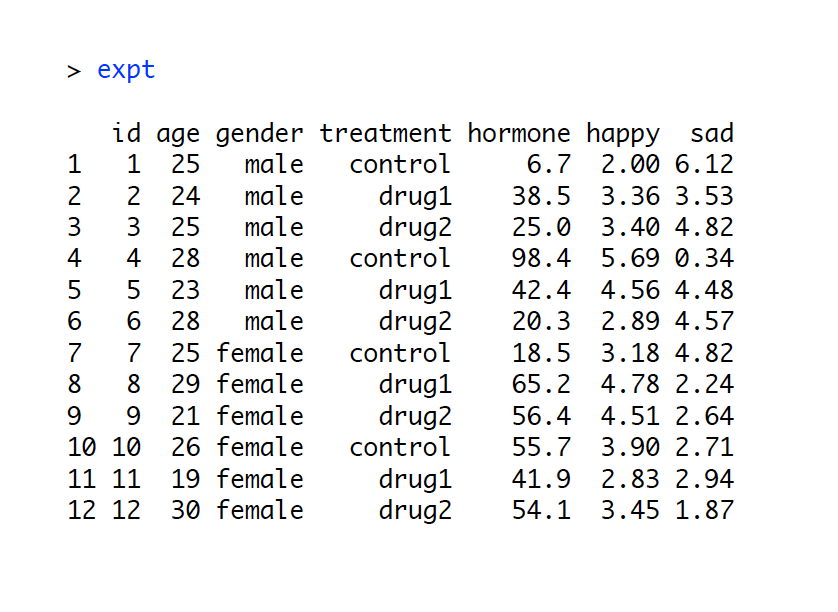 > expt
id age gender treatment hormone happy sad
1 1 25 male control 6.7 2.00 6.12
2 2 24 male drug1 38.5 3.36 3.53
3 3 25 male drug2 25.0 3.40 4.82
4 4 28 male control 98.4 5.69 0.34
5 5 23 male drug1 42.4 4.56 4.48
6 6 28 male drug2 20.3 2.89 4.57
7 7 25 female control 18.5 3.18 4.82
8 8 29 female drug1 65.2 4.78 2.24
9 9 21 female drug2 56.4 4.51 2.64
10 10 26 female control 55.7 3.90 2.71
11 11 19 female drug1 41.9 2.83 2.94
12 12 30 female drug2 54.1 3.45 1.87